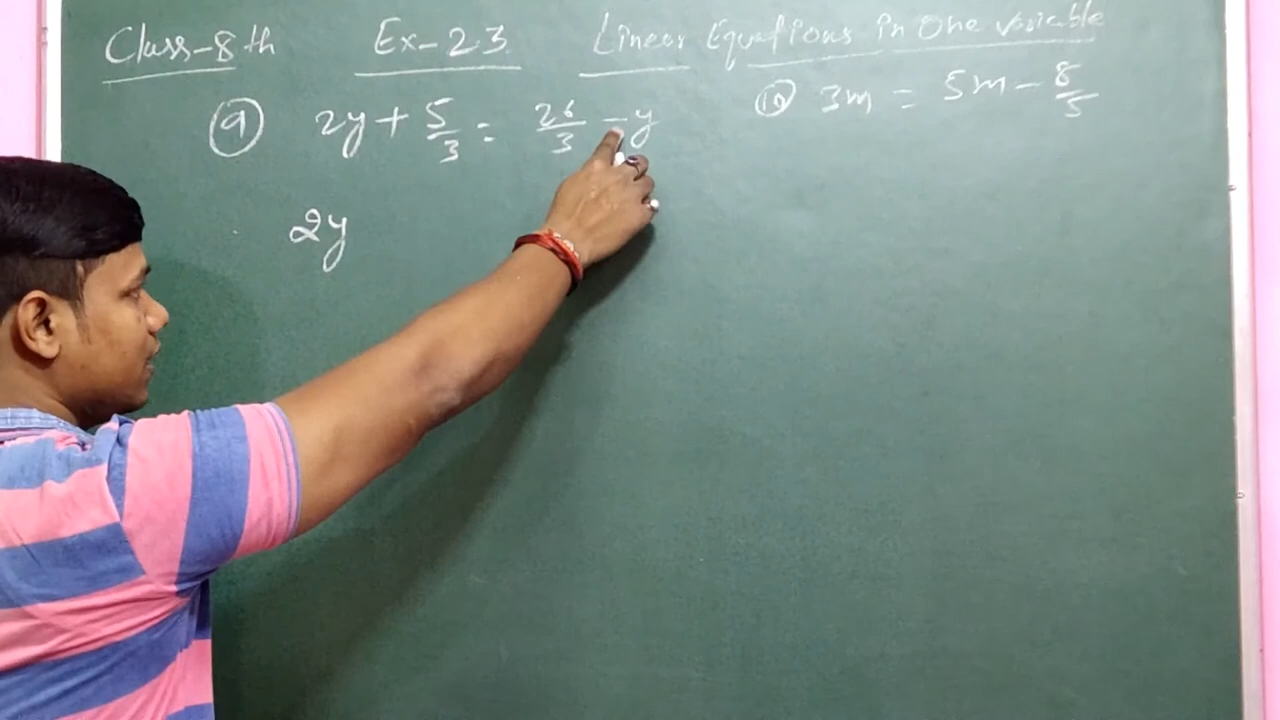 Class-8th Ex-2.3 Linear Equations in One variable
⑨ 2y + 5/3 = 26/3 - y
⑩ 3m = 5m - 8/5
2y